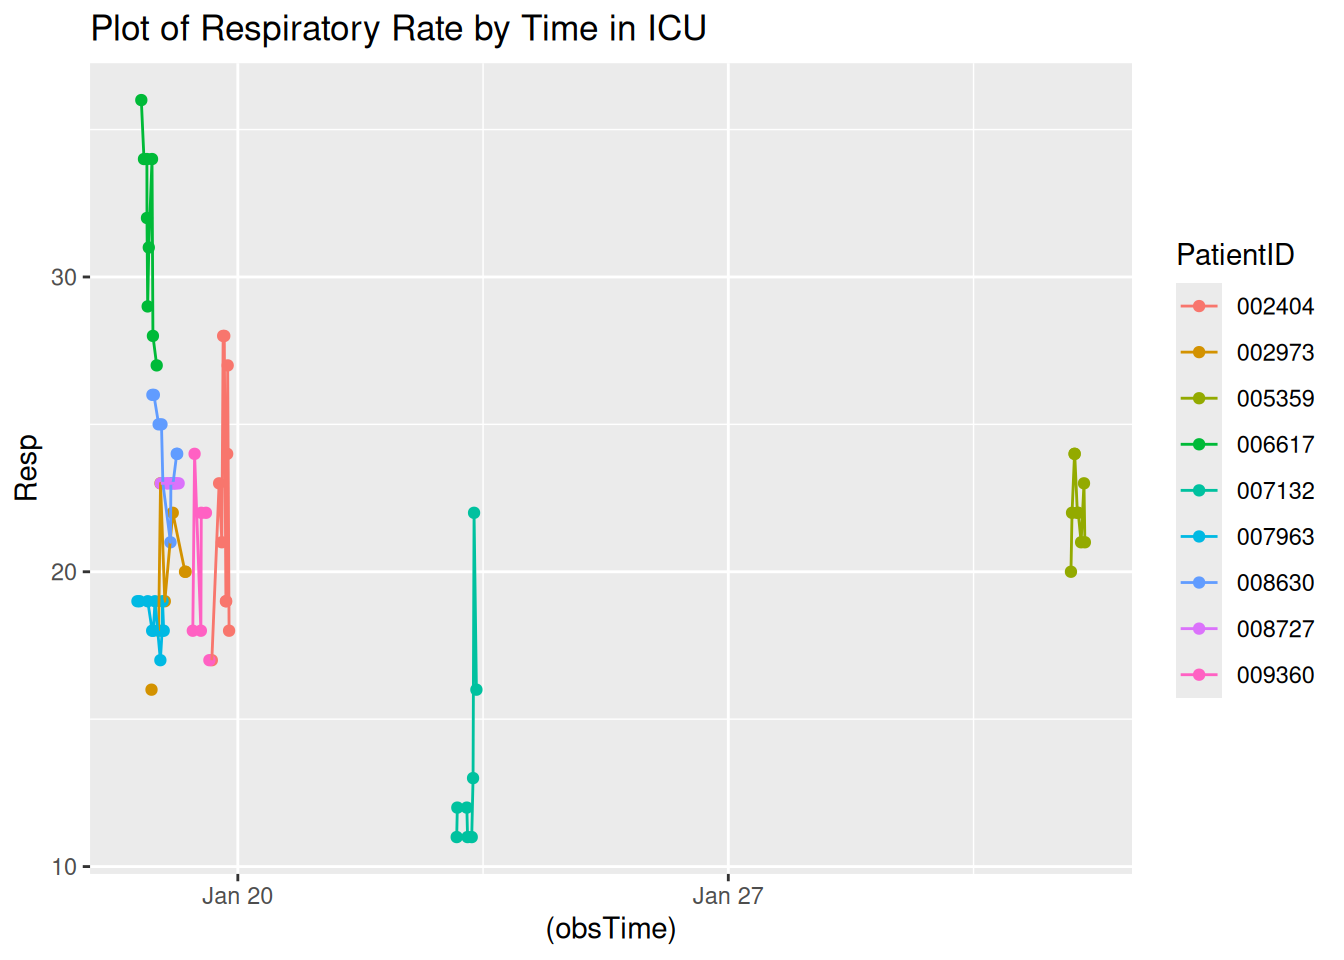 Plot of Respiratory Rate by Time in ICU
Resp
30
20
10
Jan 20
Jan 27
(obsTime)
PatientID
002404
002973
005359
006617
007132
007963
008630
008727
009360